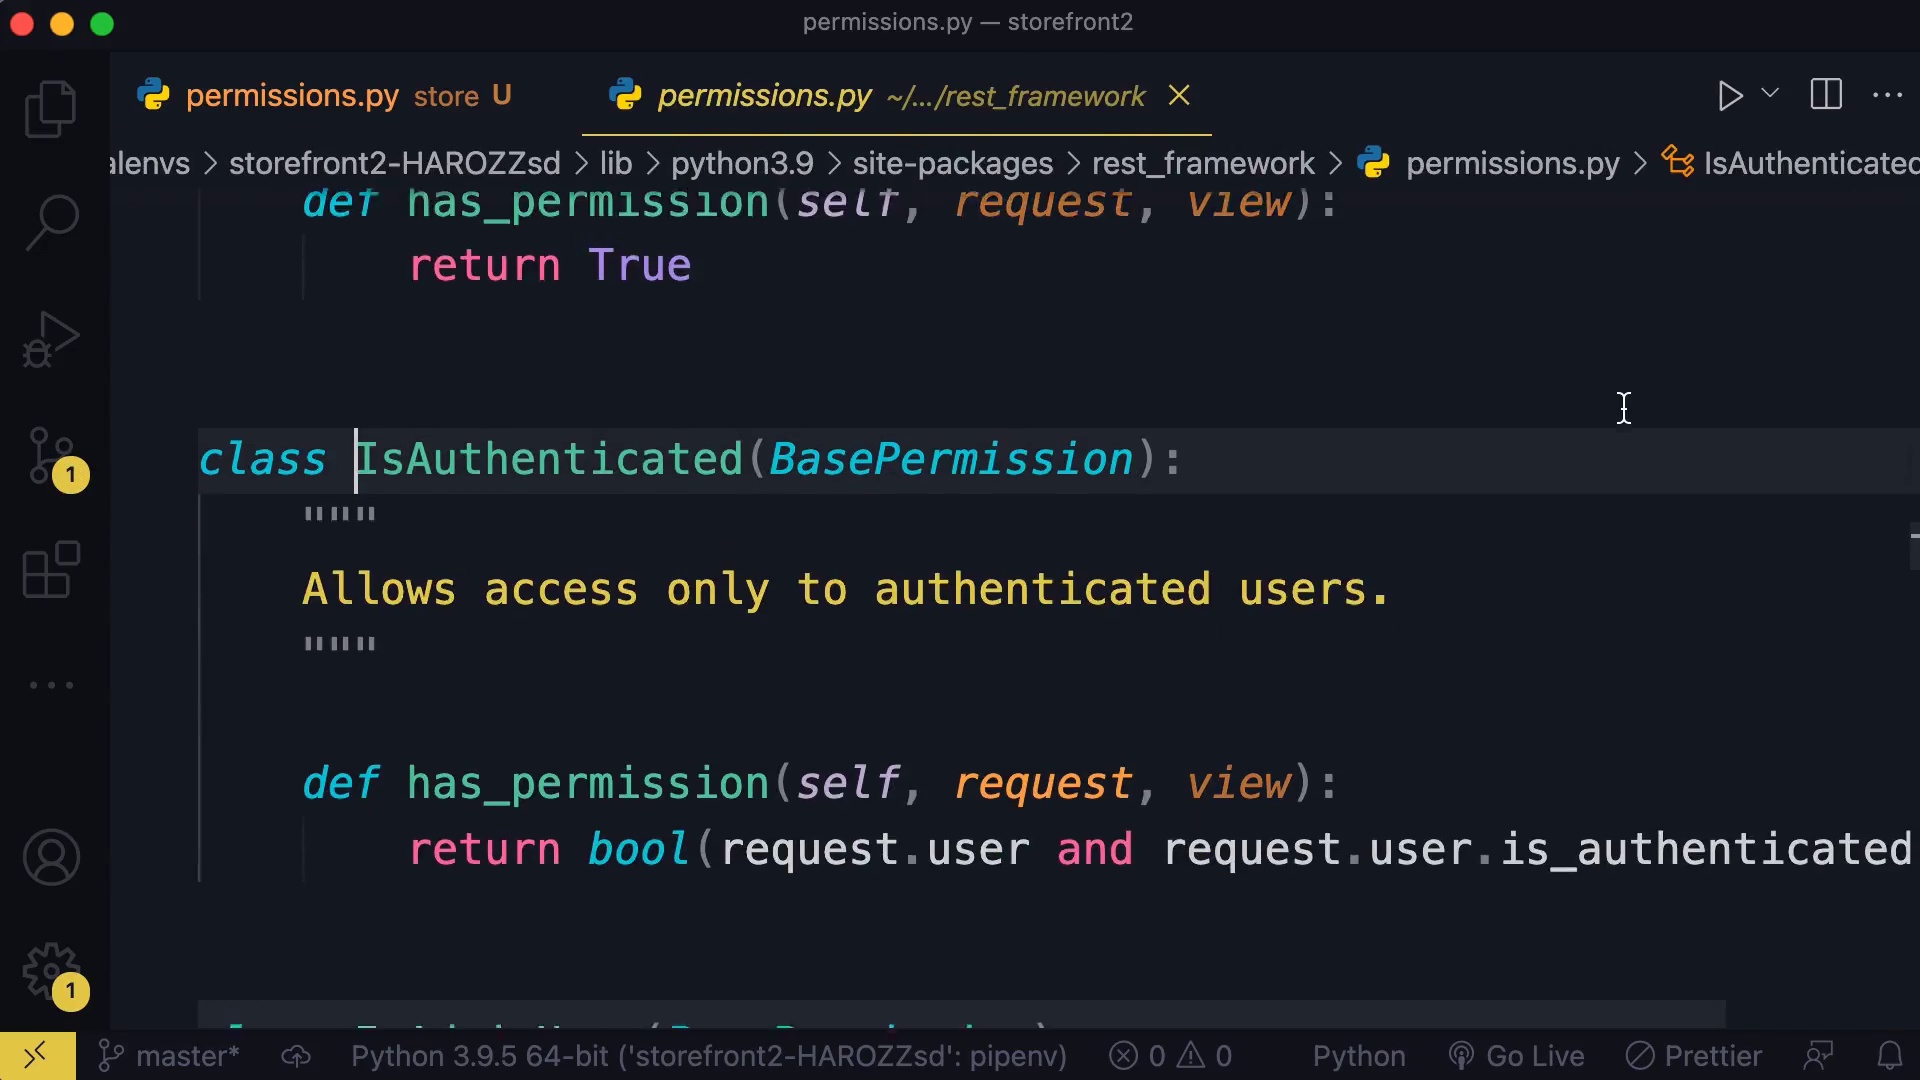 permissions.py — storefront2
permissions.py store U
permissions.py ~/.../rest_framework
alenvs > storefront2-HAROZZsd > lib > python3.9 > site-packages > rest_framework > permissions.py > IsAuthenticated
def has_permission(self, request, view):
return True
class IsAuthenticated(BasePermission):
"""
Allows access only to authenticated users.
"""
1
def has_permission(self, request, view):
return bool(request.user and request.user.is_authenticated
1
master* Python 3.9.5 64-bit ('storefront2-HAROZZsd': pipenv) 0 0 Python Go Live Prettier